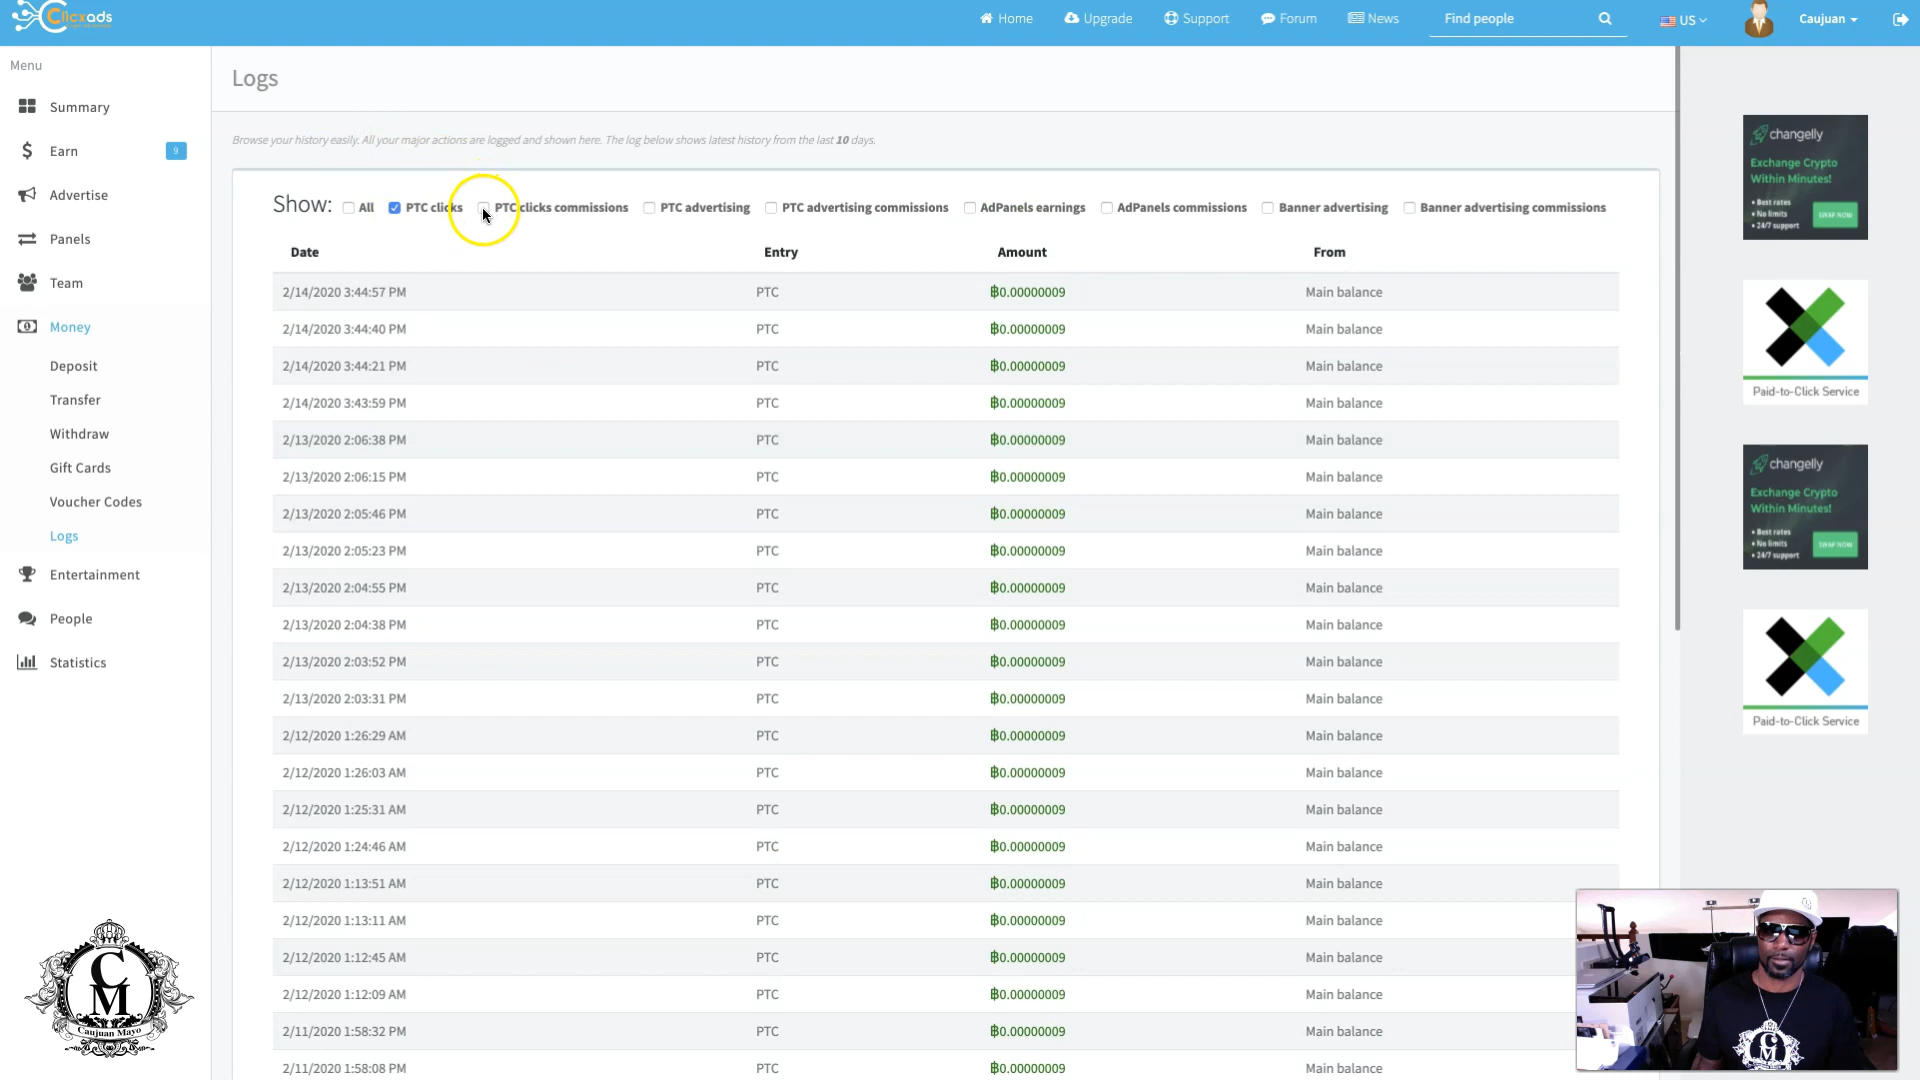 Clicxads
Home
Upgrade
Support
Forum
News
Find people
US
Caujuan
Menu
Summary
Earn 9
Advertise
Panels
Team
Money
Deposit
Transfer
Withdraw
Gift Cards
Voucher Codes
Logs
Entertainment
People
Statistics
C
M
Caujuan Mayo
Logs
Browse your history easily. All your major actions are logged and shown here. The log below shows latest history from the last 10 days.
Show: All PTC clicks PTC clicks commissions PTC advertising PTC advertising commissions AdPanels earnings AdPanels commissions Banner advertising Banner advertising commissions
Date Entry Amount From
2/14/2020 3:44:57 PM PTC ฿0.00000009 Main balance
2/14/2020 3:44:40 PM PTC ฿0.00000009 Main balance
2/14/2020 3:44:21 PM PTC ฿0.00000009 Main balance
2/14/2020 3:43:59 PM PTC ฿0.00000009 Main balance
2/13/2020 2:06:38 PM PTC ฿0.00000009 Main balance
2/13/2020 2:06:15 PM PTC ฿0.00000009 Main balance
2/13/2020 2:05:46 PM PTC ฿0.00000009 Main balance
2/13/2020 2:05:23 PM PTC ฿0.00000009 Main balance
2/13/2020 2:04:55 PM PTC ฿0.00000009 Main balance
2/13/2020 2:04:38 PM PTC ฿0.00000009 Main balance
2/13/2020 2:03:52 PM PTC ฿0.00000009 Main balance
2/13/2020 2:03:31 PM PTC ฿0.00000009 Main balance
2/12/2020 1:26:29 AM PTC ฿0.00000009 Main balance
2/12/2020 1:26:03 AM PTC ฿0.00000009 Main balance
2/12/2020 1:25:31 AM PTC ฿0.00000009 Main balance
2/12/2020 1:24:46 AM PTC ฿0.00000009 Main balance
2/12/2020 1:13:51 AM PTC ฿0.00000009 Main balance
2/12/2020 1:13:11 AM PTC ฿0.00000009 Main balance
2/12/2020 1:12:45 AM PTC ฿0.00000009 Main balance
2/12/2020 1:12:09 AM PTC ฿0.00000009 Main balance
2/11/2020 1:58:32 PM PTC ฿0.00000009 Main balance
2/11/2020 1:58:08 PM PTC ฿0.00000009 Main balance
changelly
Exchange Crypto
Within Minutes!
• Best rates
• No limits
• 24/7 support
SWAP NOW
Paid-to-Click Service
changelly
Exchange Crypto
Within Minutes!
• Best rates
• No limits
• 24/7 support
SWAP NOW
Paid-to-Click Service
C
M